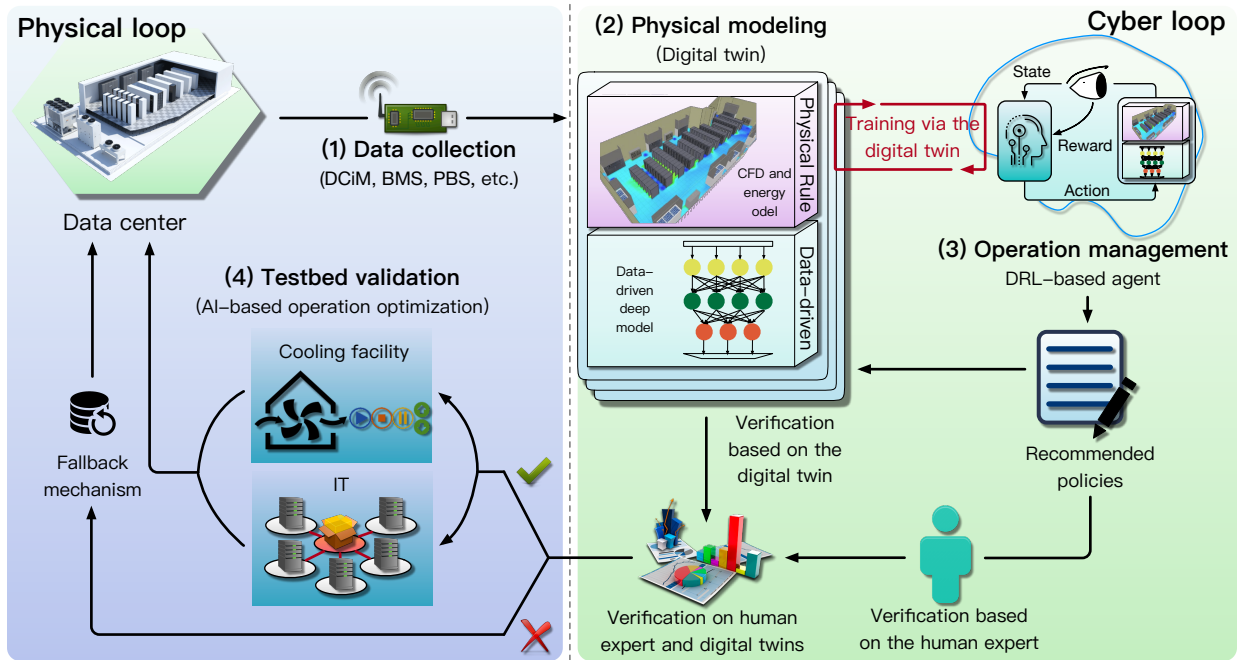 Physical loop
(1) Data collection
(DCiM, BMS, PBS, etc.)
Data center
(4) Testbed validation
(AI-based operation optimization)
Cooling facility
IT
Fallback
mechanism
(2) Physical modeling
(Digital twin)
Physical Rule
CFD and
energy
odel
Data-driven
Data-
driven
deep
model
Training via the
digital twin
Cyber loop
State
Reward
Action
(3) Operation management
DRL-based agent
Recommended
policies
Verification
based on the
digital twin
Verification on human
expert and digital twins
Verification based
on the human expert